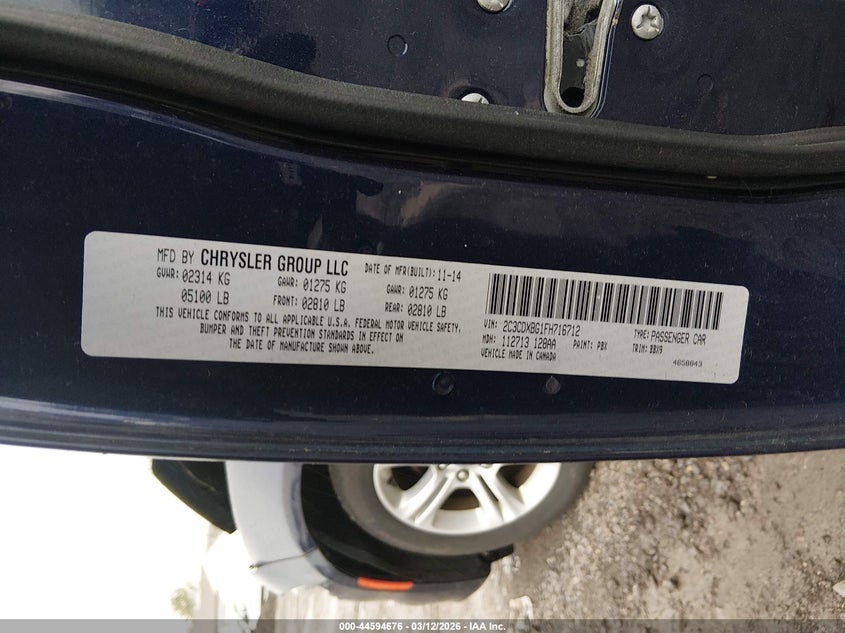 MFD BY CHRYSLER GROUP LLC DATE OF MFR(BUILT): 11-14
GVWR: 02314 KG GAWR: 01275 KG GAWR: 01275 KG
05100 LB FRONT: 02810 LB REAR: 02810 LB
THIS VEHICLE CONFORMS TO ALL APPLICABLE U.S.A. FEDERAL MOTOR VEHICLE SAFETY,
BUMPER AND THEFT PREVENTION STANDARDS IN EFFECT ON
THE DATE OF MANUFACTURE SHOWN ABOVE.
VIN: 2C3CDXBG1FH716712 TYPE: PASSENGER CAR
MDH: 112713 128AA PAINT: PBX TRIM: BBX9
VEHICLE MADE IN CANADA 4658043
000-44594676 - 03/12/2026 - IAA Inc.